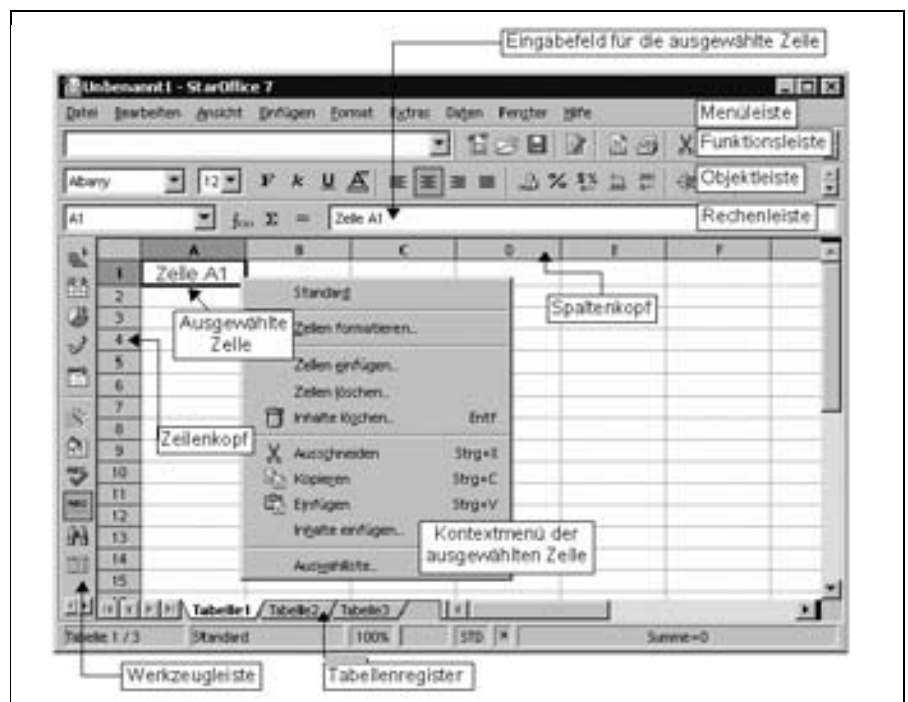 Eingabefeld für die ausgewählte Zelle
Unbenannt1 - StarOffice 7
Datei Bearbeiten Ansicht Einfügen Format Extras Daten Fenster Hilfe
Menüleiste
Funktionsleiste
Albany 12 F k U A
Objektleiste
A1 Σ = Zelle A1
Rechenleiste
A B C D E F
1 Zelle A1
2
3
4
5
6
7
8
9
10
11
12
13
14
15
Ausgewählte
Zelle
Spaltenkopf
Zeilenkopf
Standard
Zellen formatieren...
Zellen einfügen...
Zellen löschen...
Inhalte löschen... Entf
Ausschneiden Strg+X
Kopieren Strg+C
Einfügen Strg+V
Inhalte einfügen...
Auswahlliste...
Kontextmenü der
ausgewählten Zelle
Tabelle1 Tabelle2 Tabelle3
Tabelle 1 / 3 Standard 100% STD * Summe=0
Werkzeugleiste
Tabellenregister